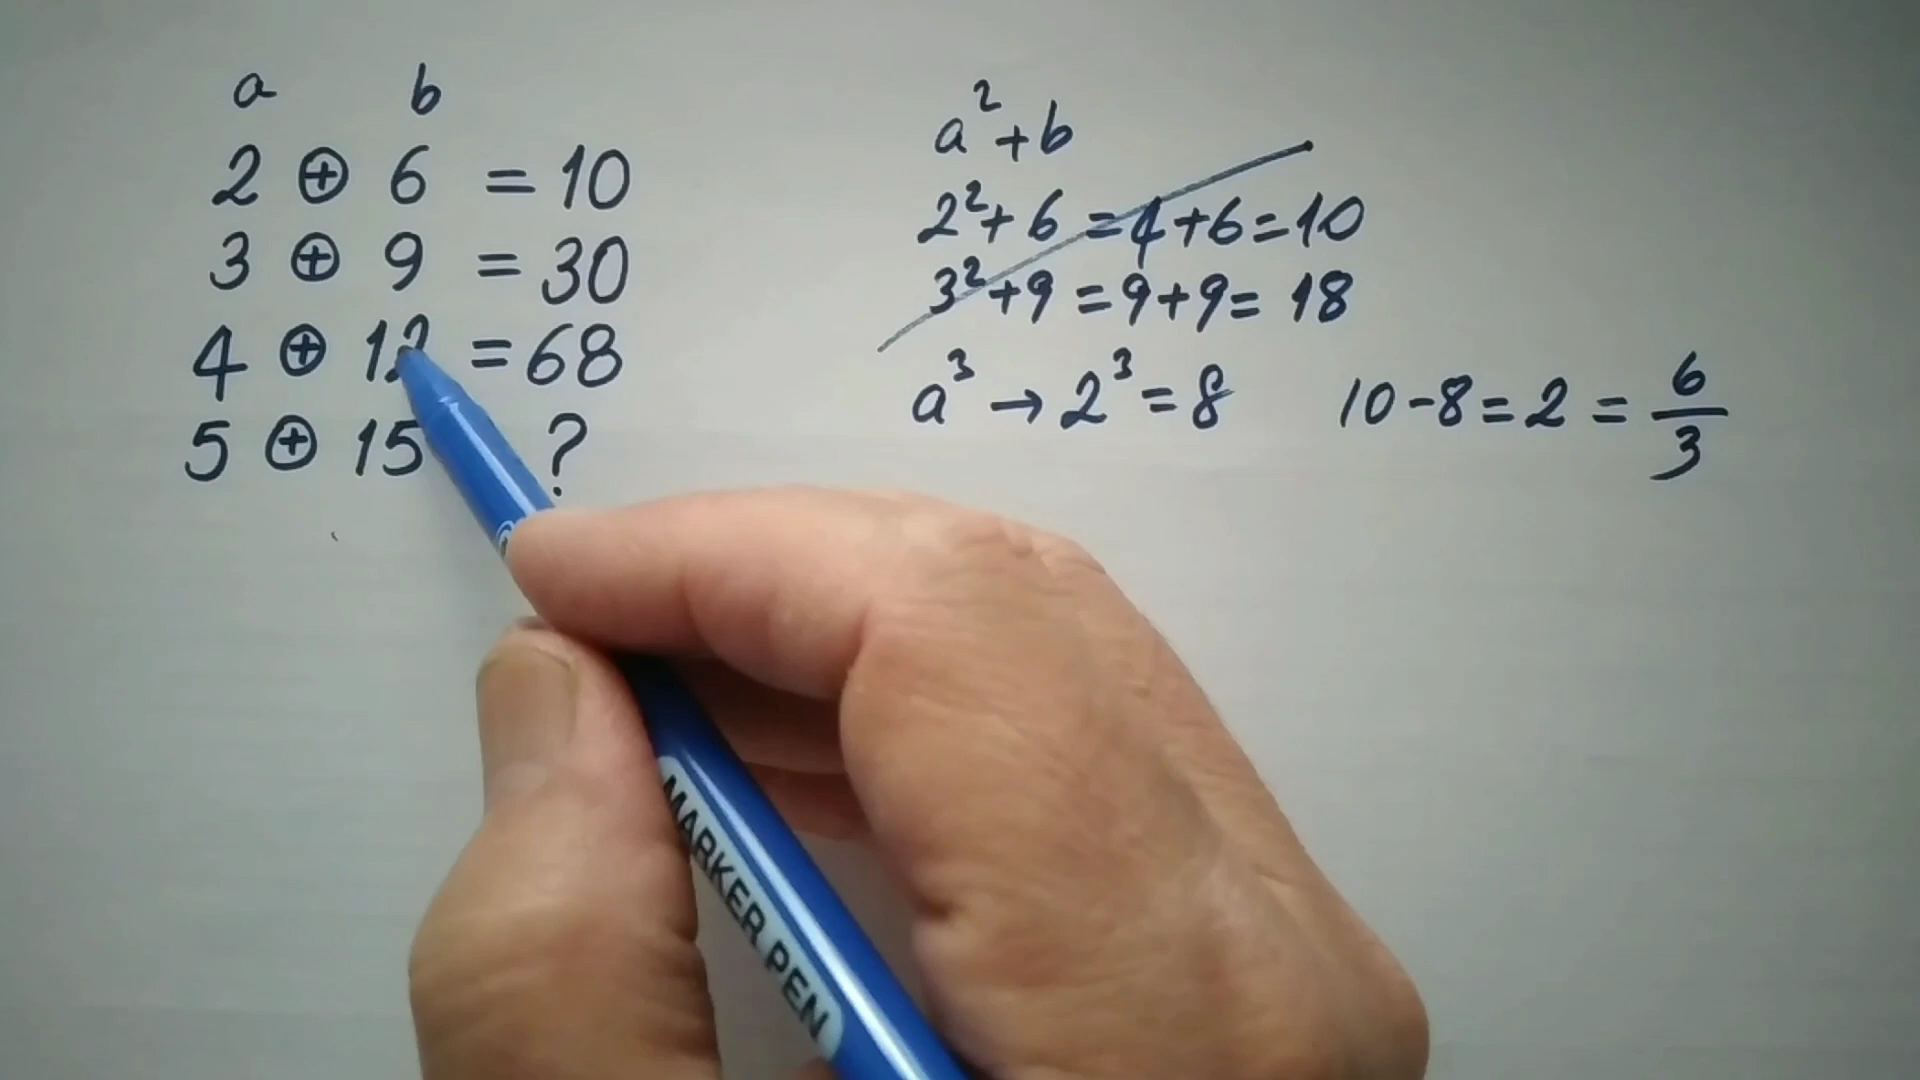 a b
2 ⊕ 6 = 10
3 ⊕ 9 = 30
4 ⊕ 12 = 68
5 ⊕ 15 ?
a² + b
2² + 6 = 4 + 6 = 10
3² + 9 = 9 + 9 = 18
a³ → 2³ = 8 10 - 8 = 2 = 6/3
MARKER PEN